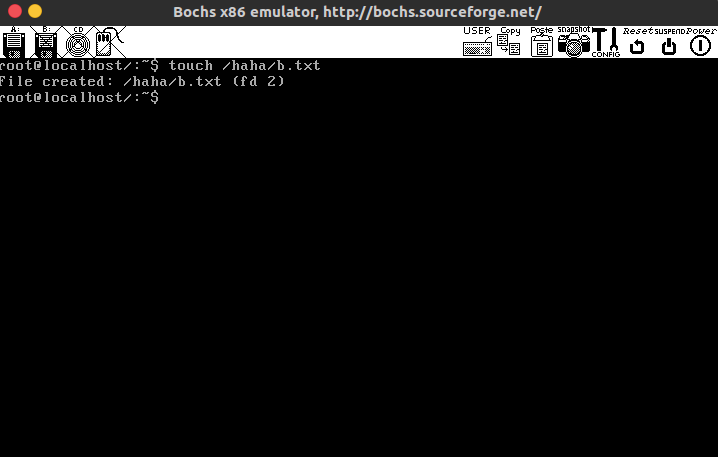 Bochs x86 emulator, http://bochs.sourceforge.net/
A: B: CD USER Copy Paste snapshot CONFIG Reset SUSPEND Power
root@localhost/:~$ touch /haha/b.txt
File created: /haha/b.txt (fd 2)
root@localhost/:~$